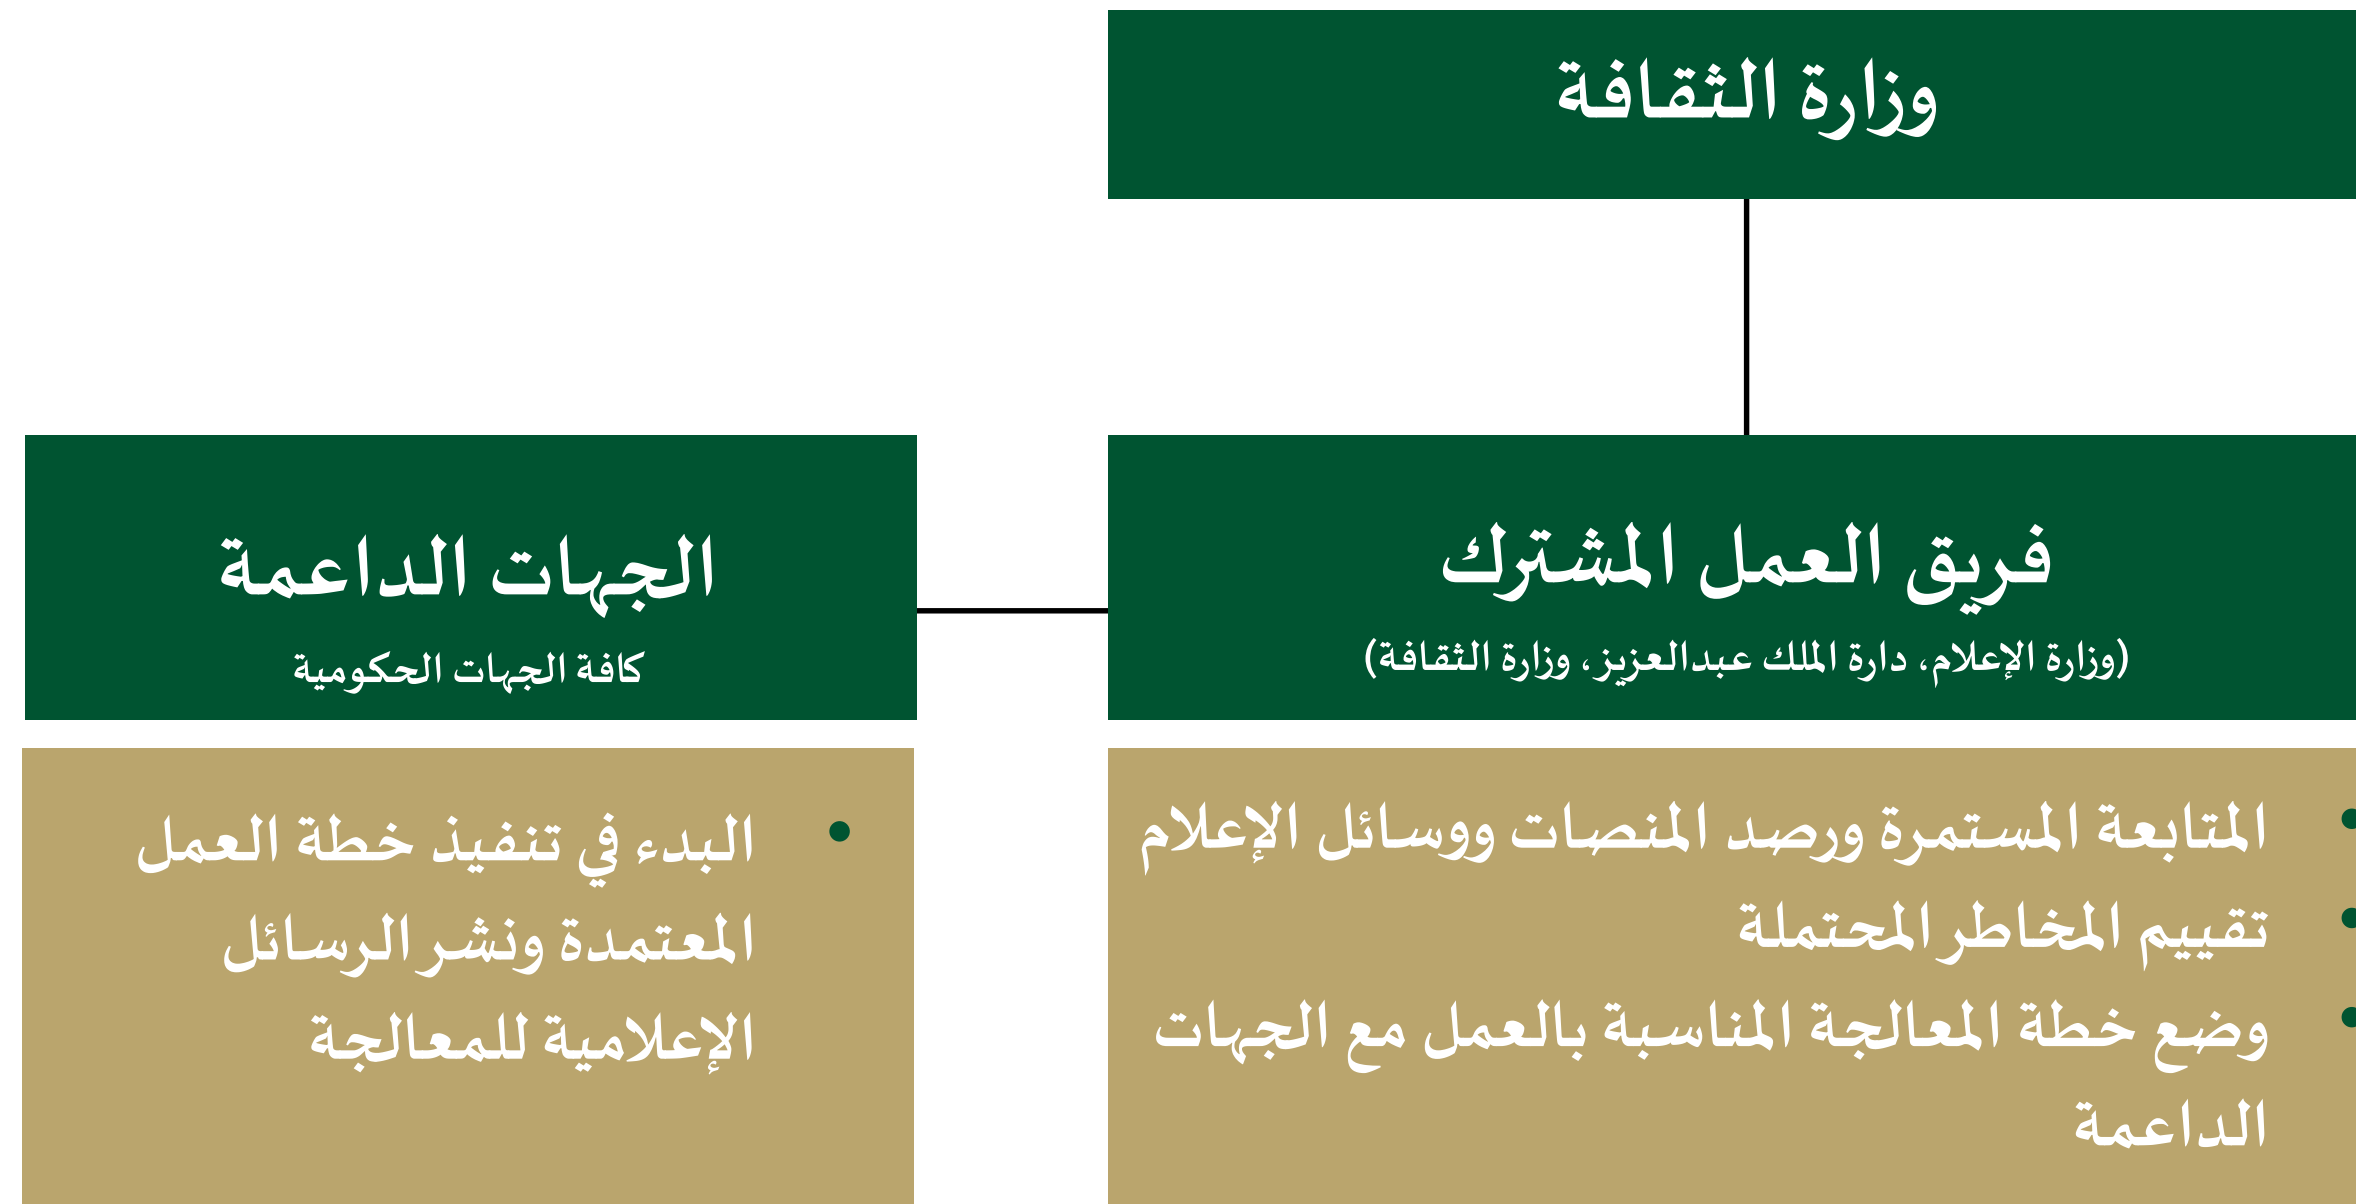 وزارة الثقافة
فريق العمل المشترك
(وزارة الإعلام، دارة الملك عبدالعزيز، وزارة الثقافة)
• المتابعة المستمرة ورصد المنصات ووسائل الإعلام
• تقييم المخاطر المحتملة
• وضع خطة المعالجة المناسبة بالعمل مع الجهات
الداعمة
الجهات الداعمة
كافة الجهات الحكومية
• البدء في تنفيذ خطة العمل
المعتمدة ونشر الرسائل
الإعلامية للمعالجة